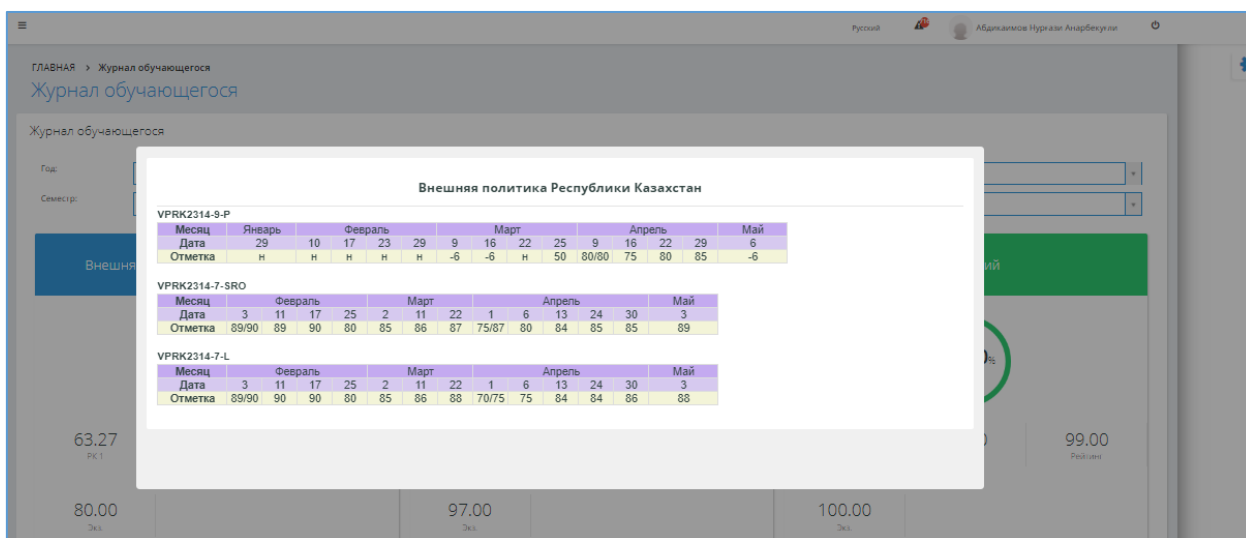 Русский Абдикаимов Нургази Анарбекугли
ГЛАВНАЯ > Журнал обучающегося
Журнал обучающегося
Журнал обучающегося
Год:
Семестр:
Внешняя политика Республики Казахстан
VPRK2314-9-P
Месяц Январь Февраль Март Апрель Май
Дата 29 10 17 23 29 9 16 22 25 9 16 22 29 6
Отметка н н н н н -6 -6 н 50 80/80 75 80 85 -6
VPRK2314-7-SRO
Месяц Февраль Март Апрель Май
Дата 3 11 17 25 2 11 22 1 6 13 24 30 3
Отметка 89/90 89 90 80 85 86 87 75/87 80 84 85 85 89
VPRK2314-7-L
Месяц Февраль Март Апрель Май
Дата 3 11 17 25 2 11 22 1 6 13 24 30 3
Отметка 89/90 90 90 80 85 86 88 70/75 75 84 84 86 88
Внешня ий
%
63.27 99.00
РК 1 Рейтинг
80.00 97.00 100.00
Экз. Экз. Экз.